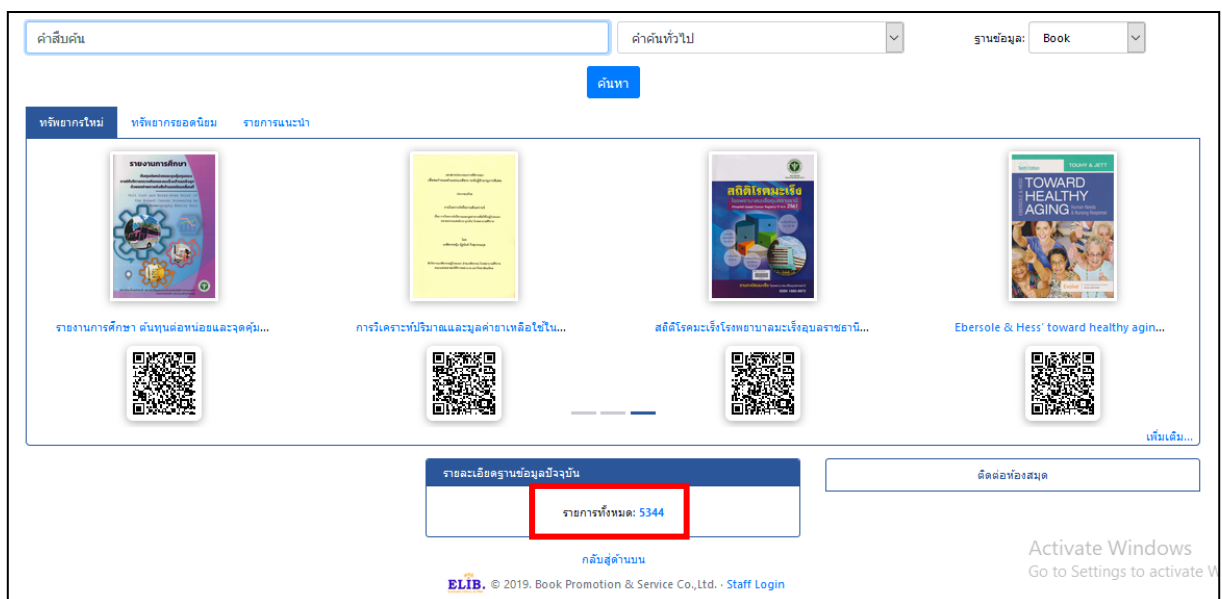 คำสืบค้น
คำค้นทั่วไป
ฐานข้อมูล: Book
ค้นหา
ทรัพยากรใหม่ ทรัพยากรยอดนิยม รายการแนะนำ
รายงานการศึกษา
สถิติโรคมะเร็ง
TOUHY & JETT
TOWARD
HEALTHY
AGING
Evolve
รายงานการศึกษา ต้นทุนต่อหน่อยและจุดคุ้ม...
การวิเคราะห์ปริมาณและมูลค่ายาเหลือใช้ใน...
สถิติโรคมะเร็งโรงพยาบาลมะเร็งอุบลราชธานี...
Ebersole & Hess' toward healthy agin...
เพิ่มเติม...
รายละเอียดฐานข้อมูลปัจจุบัน
รายการทั้งหมด: 5344
ติดต่อห้องสมุด
กลับสู่ด้านบน
ELIB. © 2019. Book Promotion & Service Co.,Ltd. · Staff Login
Activate Windows
Go to Settings to activate W